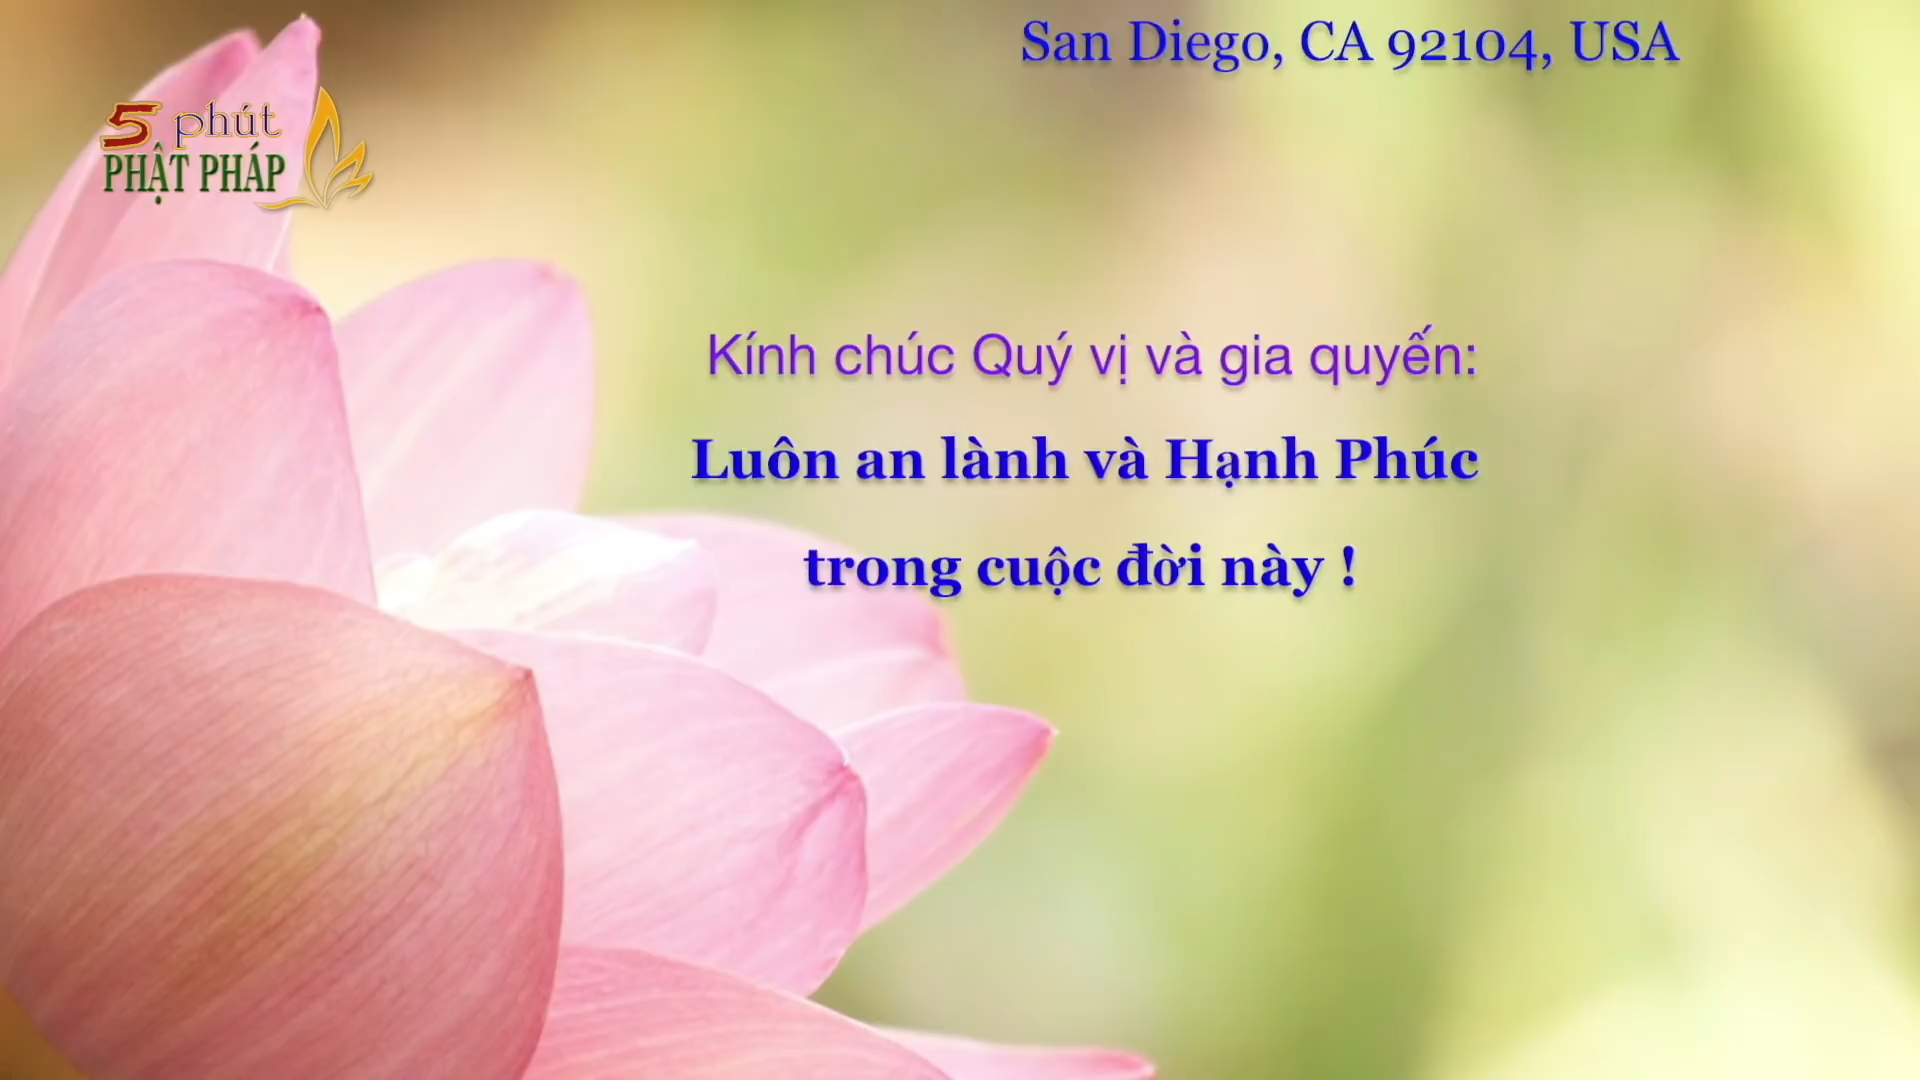 San Diego, CA 92104, USA
5 phút
PHẬT PHÁP
Kính chúc Quý vị và gia quyến:
Luôn an lành và Hạnh Phúc
trong cuộc đời này !